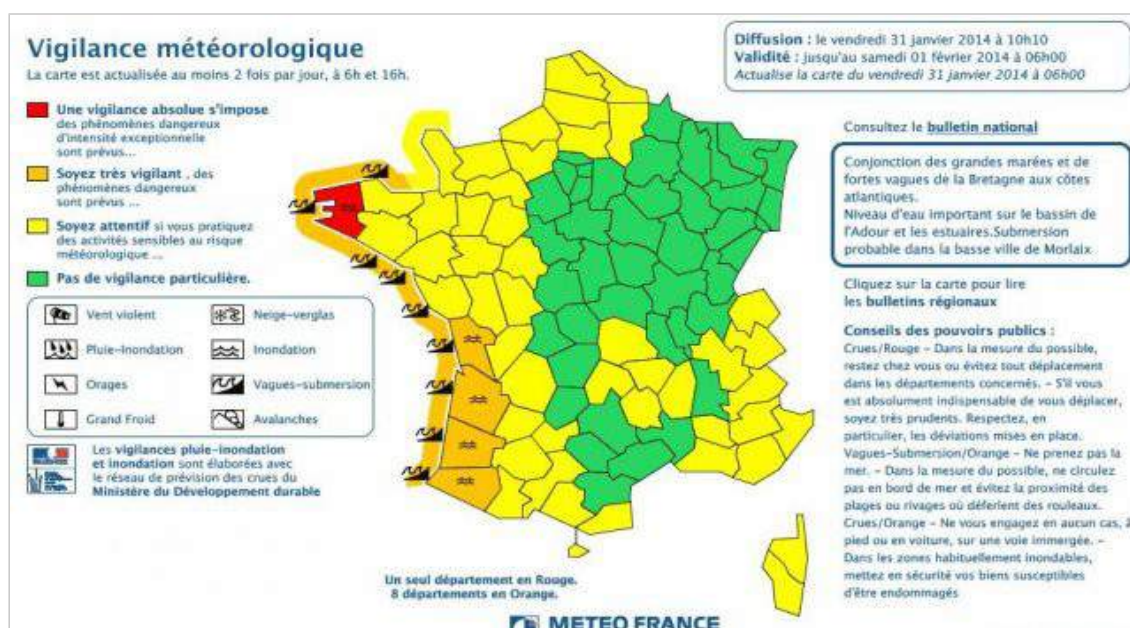 Vigilance météorologique
La carte est actualisée au moins 2 fois par jour, à 6h et 16h.
Une vigilance absolue s'impose
des phénomènes dangereux
d'intensité exceptionnelle
sont prévus...
Soyez très vigilant , des
phénomènes dangereux
sont prévus ...
Soyez attentif si vous pratiquez
des activités sensibles au risque
météorologique ...
Pas de vigilance particulière.
Vent violent
Neige-verglas
Pluie-Inondation
Inondation
Orages
Vagues-submersion
Grand Froid
Avalanches
Les vigilances pluie-inondation
et inondation sont élaborées avec
le réseau de prévision des crues du
Ministère du Développement durable
Un seul département en Rouge.
8 départements en Orange.
METEO FRANCE
Diffusion : le vendredi 31 janvier 2014 à 10h10
Validité : jusqu'au samedi 01 février 2014 à 06h00
Actualise la carte du vendredi 31 janvier 2014 à 06h00
Consultez le bulletin national
Conjonction des grandes marées et de
fortes vagues de la Bretagne aux côtes
atlantiques.
Niveau d'eau important sur le bassin de
l'Adour et les estuaires.Submersion
probable dans la basse ville de Morlaix
Cliquez sur la carte pour lire
les bulletins régionaux
Conseils des pouvoirs publics :
Crues/Rouge – Dans la mesure du possible,
restez chez vous ou évitez tout déplacement
dans les départements concernés. – S'il vous
est absolument indispensable de vous déplacer,
soyez très prudents. Respectez, en
particulier, les déviations mises en place.
Vagues-Submersion/Orange – Ne prenez pas la
mer. – Dans la mesure du possible, ne circulez
pas en bord de mer et évitez la proximité des
plages ou rivages où déferlent des rouleaux.
Crues/Orange – Ne vous engagez en aucun cas, à
pied ou en voiture, sur une voie immergée. –
Dans les zones habituellement inondables,
mettez en sécurité vos biens susceptibles
d'être endommagés